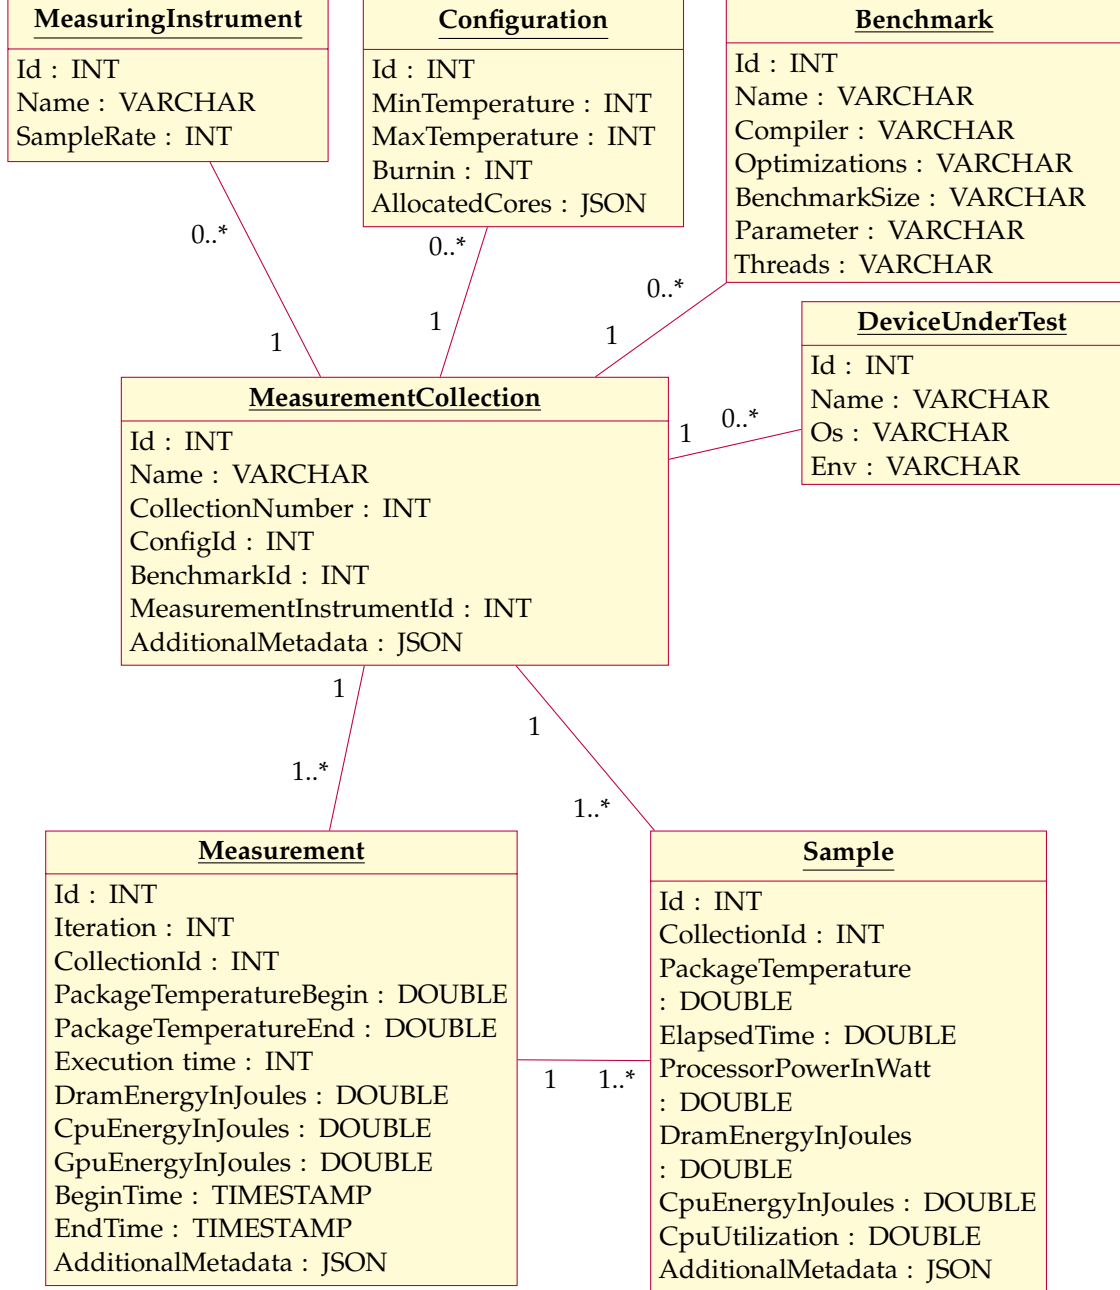 MeasuringInstrument
Id : INT
Name : VARCHAR
SampleRate : INT
Configuration
Id : INT
MinTemperature : INT
MaxTemperature : INT
Burnin : INT
AllocatedCores : JSON
Benchmark
Id : INT
Name : VARCHAR
Compiler : VARCHAR
Optimizations : VARCHAR
BenchmarkSize : VARCHAR
Parameter : VARCHAR
Threads : VARCHAR
0..*
1
0..*
1
0..*
1
DeviceUnderTest
Id : INT
Name : VARCHAR
Os : VARCHAR
Env : VARCHAR
1
0..*
MeasurementCollection
Id : INT
Name : VARCHAR
CollectionNumber : INT
ConfigId : INT
BenchmarkId : INT
MeasurementInstrumentId : INT
AdditionalMetadata : JSON
1
1..*
1
1..*
Measurement
Id : INT
Iteration : INT
CollectionId : INT
PackageTemperatureBegin : DOUBLE
PackageTemperatureEnd : DOUBLE
Execution time : INT
DramEnergyInJoules : DOUBLE
CpuEnergyInJoules : DOUBLE
GpuEnergyInJoules : DOUBLE
BeginTime : TIMESTAMP
EndTime : TIMESTAMP
AdditionalMetadata : JSON
1
1..*
Sample
Id : INT
CollectionId : INT
PackageTemperature
: DOUBLE
ElapsedTime : DOUBLE
ProcessorPowerInWatt
: DOUBLE
DramEnergyInJoules
: DOUBLE
CpuEnergyInJoules : DOUBLE
CpuUtilization : DOUBLE
AdditionalMetadata : JSON